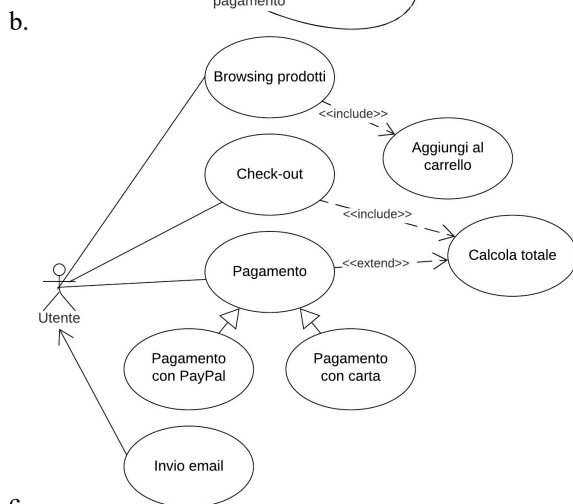 pagamento
b.
Browsing prodotti
<<include>>
Aggiungi al
carrello
Check-out
<<include>>
Calcola totale
Pagamento
<<extend>>
Utente
Pagamento
con PayPal
Pagamento
con carta
Invio email